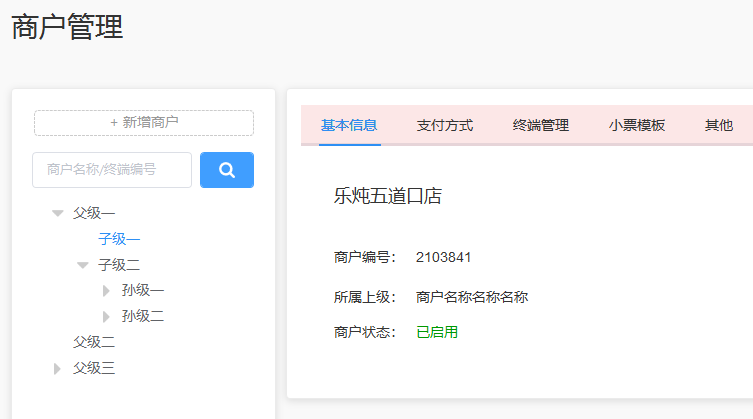 商户管理
+ 新增商户
商户名称/终端编号
父级一
子级一
子级二
孙级一
孙级二
父级二
父级三
基本信息 支付方式 终端管理 小票模板 其他
乐炖五道口店
商户编号： 2103841
所属上级： 商户名称名称名称
商户状态： 已启用